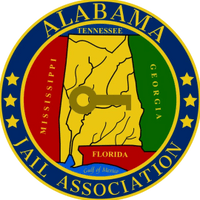 ALABAMA
TENNESSEE
MISSISSIPPI
GEORGIA
FLORIDA
Gulf of Mexico
JAIL ASSOCIATION